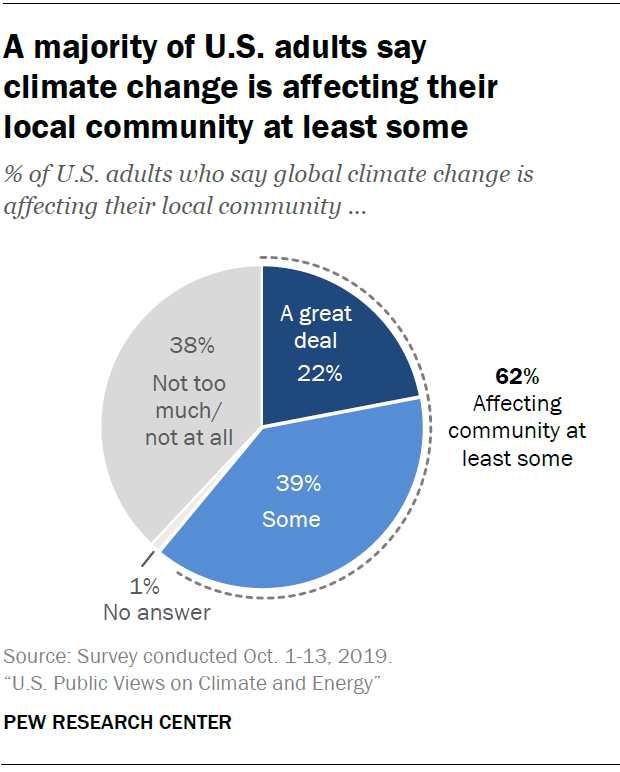 A majority of U.S. adults say
climate change is affecting their
local community at least some
% of U.S. adults who say global climate change is
affecting their local community ...
A great
deal
22%
38%
Not too
much/
not at all
62%
Affecting
community at
least some
39%
Some
1%
No answer
Source: Survey conducted Oct. 1-13, 2019.
“U.S. Public Views on Climate and Energy”
PEW RESEARCH CENTER